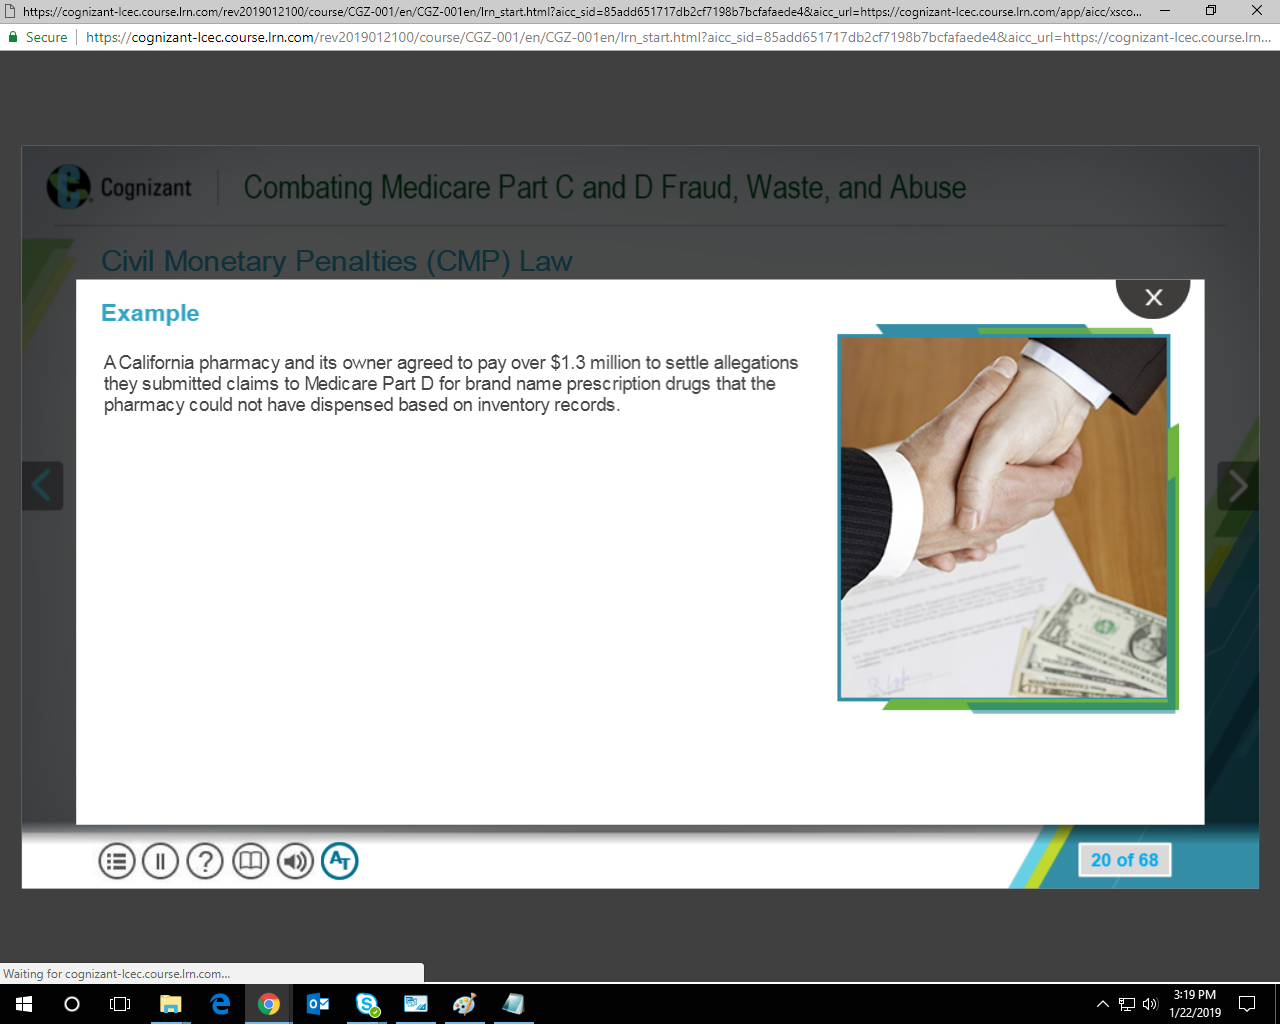 https://cognizant-lcec.course.lrn.com/rev2019012100/course/CGZ-001/en/CGZ-001en/lrn_start.html?aicc_sid=85add651717db2cf7198b7bcfafaede4&aicc_url=https://cognizant-lcec.course.lrn.com/app/aicc/xsco...
Secure https://cognizant-lcec.course.lrn.com/rev2019012100/course/CGZ-001/en/CGZ-001en/lrn_start.html?aicc_sid=85add651717db2cf7198b7bcfafaede4&aicc_url=https://cognizant-lcec.course.lrn...
Cognizant Combating Medicare Part C and D Fraud, Waste, and Abuse
Civil Monetary Penalties (CMP) Law
Example X
A California pharmacy and its owner agreed to pay over $1.3 million to settle allegations
they submitted claims to Medicare Part D for brand name prescription drugs that the
pharmacy could not have dispensed based on inventory records.
? AT 20 of 68
Waiting for cognizant-lcec.course.lrn.com...
3:19 PM
1/22/2019